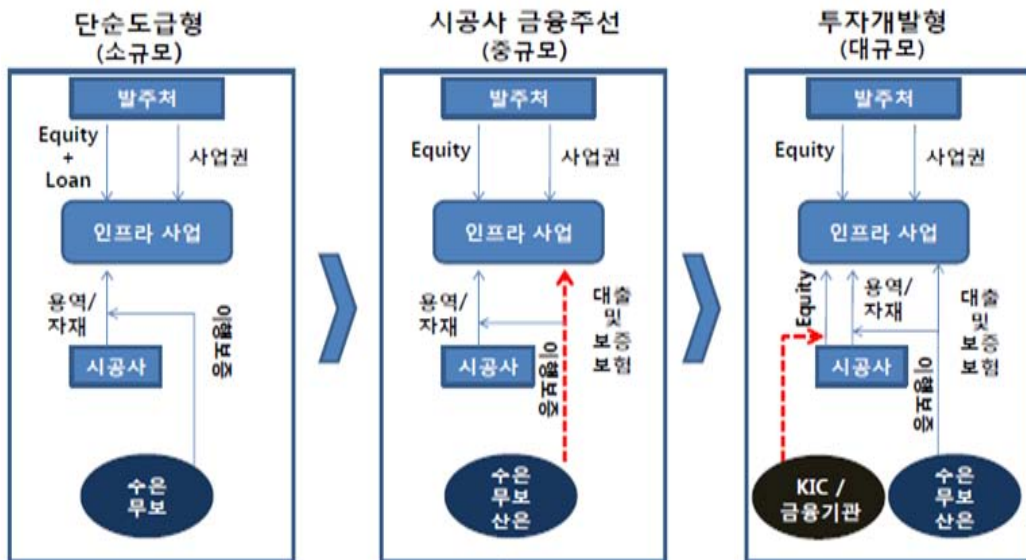 단순도급형
(소규모)
발주처
Equity
+
Loan
사업권
인프라 사업
용역/
자재
이행보증
시공사
수은
무보
시공사 금융주선
(중규모)
발주처
Equity
사업권
인프라 사업
용역/
자재
대출
및
보증
보험
이행보증
시공사
수은
무보
산은
투자개발형
(대규모)
발주처
Equity
사업권
인프라 사업
Equity
용역/
자재
대출
및
보증
보험
이행보증
시공사
KIC /
금융기관
수은
무보
산은